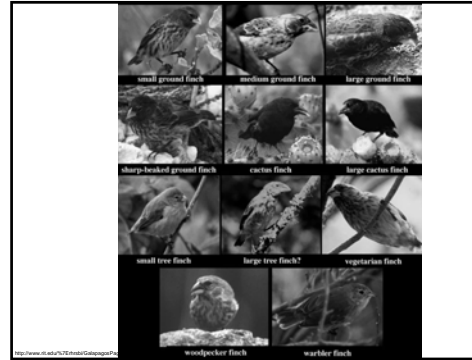 small ground finch medium ground finch large ground finch
sharp-beaked ground finch cactus finch large cactus finch
small tree finch large tree finch? vegetarian finch
woodpecker finch warbler finch